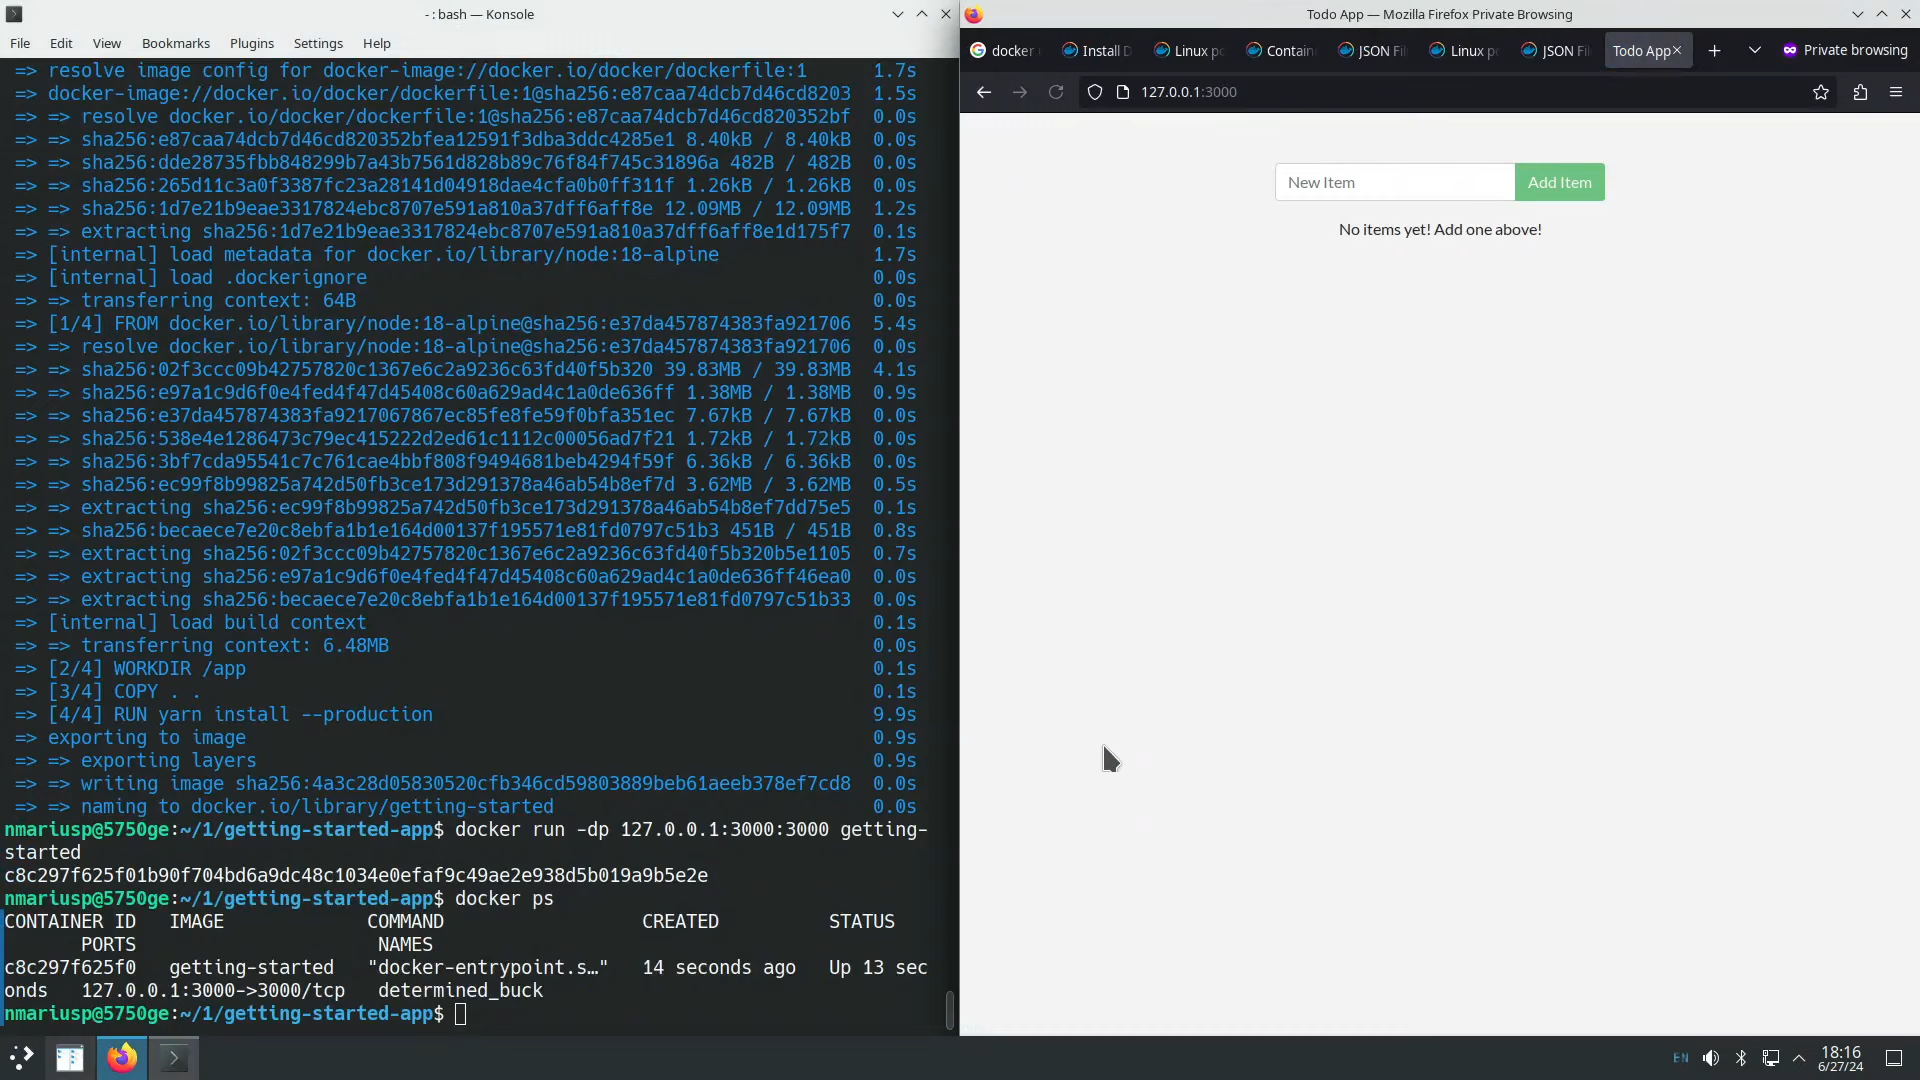 - : bash — Konsole
File Edit View Bookmarks Plugins Settings Help
=> resolve image config for docker-image://docker.io/docker/dockerfile:1 1.7s
=> docker-image://docker.io/docker/dockerfile:1@sha256:e87caa74dcb7d46cd8203 1.5s
=> => resolve docker.io/docker/dockerfile:1@sha256:e87caa74dcb7d46cd820352bf 0.0s
=> => sha256:e87caa74dcb7d46cd820352bfea12591f3dba3ddc4285e1 8.40kB / 8.40kB 0.0s
=> => sha256:dde28735fbb848299b7a43b7561d828b89c76f84f745c31896a 482B / 482B 0.0s
=> => sha256:265d11c3a0f3387fc23a28141d04918dae4cfa0b0ff311f 1.26kB / 1.26kB 0.0s
=> => sha256:1d7e21b9eae3317824ebc8707e591a810a37dff6aff8e 12.09MB / 12.09MB 1.2s
=> => extracting sha256:1d7e21b9eae3317824ebc8707e591a810a37dff6aff8e1d175f7 0.1s
=> [internal] load metadata for docker.io/library/node:18-alpine 1.7s
=> [internal] load .dockerignore 0.0s
=> => transferring context: 64B 0.0s
=> [1/4] FROM docker.io/library/node:18-alpine@sha256:e37da457874383fa921706 5.4s
=> => resolve docker.io/library/node:18-alpine@sha256:e37da457874383fa921706 0.0s
=> => sha256:02f3ccc09b42757820c1367e6c2a9236c63fd40f5b320 39.83MB / 39.83MB 4.1s
=> => sha256:e97a1c9d6f0e4fed4f47d45408c60a629ad4c1a0de636ff 1.38MB / 1.38MB 0.9s
=> => sha256:e37da457874383fa9217067867ec85fe8fe59f0bfa351ec 7.67kB / 7.67kB 0.0s
=> => sha256:538e4e1286473c79ec415222d2ed61c1112c00056ad7f21 1.72kB / 1.72kB 0.0s
=> => sha256:3bf7cda95541c7c761cae4bbf808f9494681beb4294f59f 6.36kB / 6.36kB 0.0s
=> => sha256:ec99f8b99825a742d50fb3ce173d291378a46ab54b8ef7d 3.62MB / 3.62MB 0.5s
=> => extracting sha256:ec99f8b99825a742d50fb3ce173d291378a46ab54b8ef7dd75e5 0.1s
=> => sha256:becaece7e20c8ebfa1b1e164d00137f195571e81fd0797c51b3 451B / 451B 0.8s
=> => extracting sha256:02f3ccc09b42757820c1367e6c2a9236c63fd40f5b320b5e1105 0.7s
=> => extracting sha256:e97a1c9d6f0e4fed4f47d45408c60a629ad4c1a0de636ff46ea0 0.0s
=> => extracting sha256:becaece7e20c8ebfa1b1e164d00137f195571e81fd0797c51b33 0.0s
=> [internal] load build context 0.1s
=> => transferring context: 6.48MB 0.0s
=> [2/4] WORKDIR /app 0.1s
=> [3/4] COPY . . 0.1s
=> [4/4] RUN yarn install --production 9.9s
=> exporting to image 0.9s
=> => exporting layers 0.9s
=> => writing image sha256:4a3c28d05830520cfb346cd59803889beb61aeeb378ef7cd8 0.0s
=> => naming to docker.io/library/getting-started 0.0s
nmariusp@5750ge:~/1/getting-started-app$ docker run -dp 127.0.0.1:3000:3000 getting-
started
c8c297f625f01b90f704bd6a9dc48c1034e0efaf9c49ae2e938d5b019a9b5e2e
nmariusp@5750ge:~/1/getting-started-app$ docker ps
CONTAINER ID IMAGE COMMAND CREATED STATUS
PORTS NAMES
c8c297f625f0 getting-started "docker-entrypoint.s…" 14 seconds ago Up 13 sec
onds 127.0.0.1:3000->3000/tcp determined_buck
nmariusp@5750ge:~/1/getting-started-app$
Todo App — Mozilla Firefox Private Browsing
docker Install D Linux po Contain JSON Fil Linux po JSON Fil Todo App Private browsing
127.0.0.1:3000
New Item Add Item
No items yet! Add one above!
EN 18:16
6/27/24